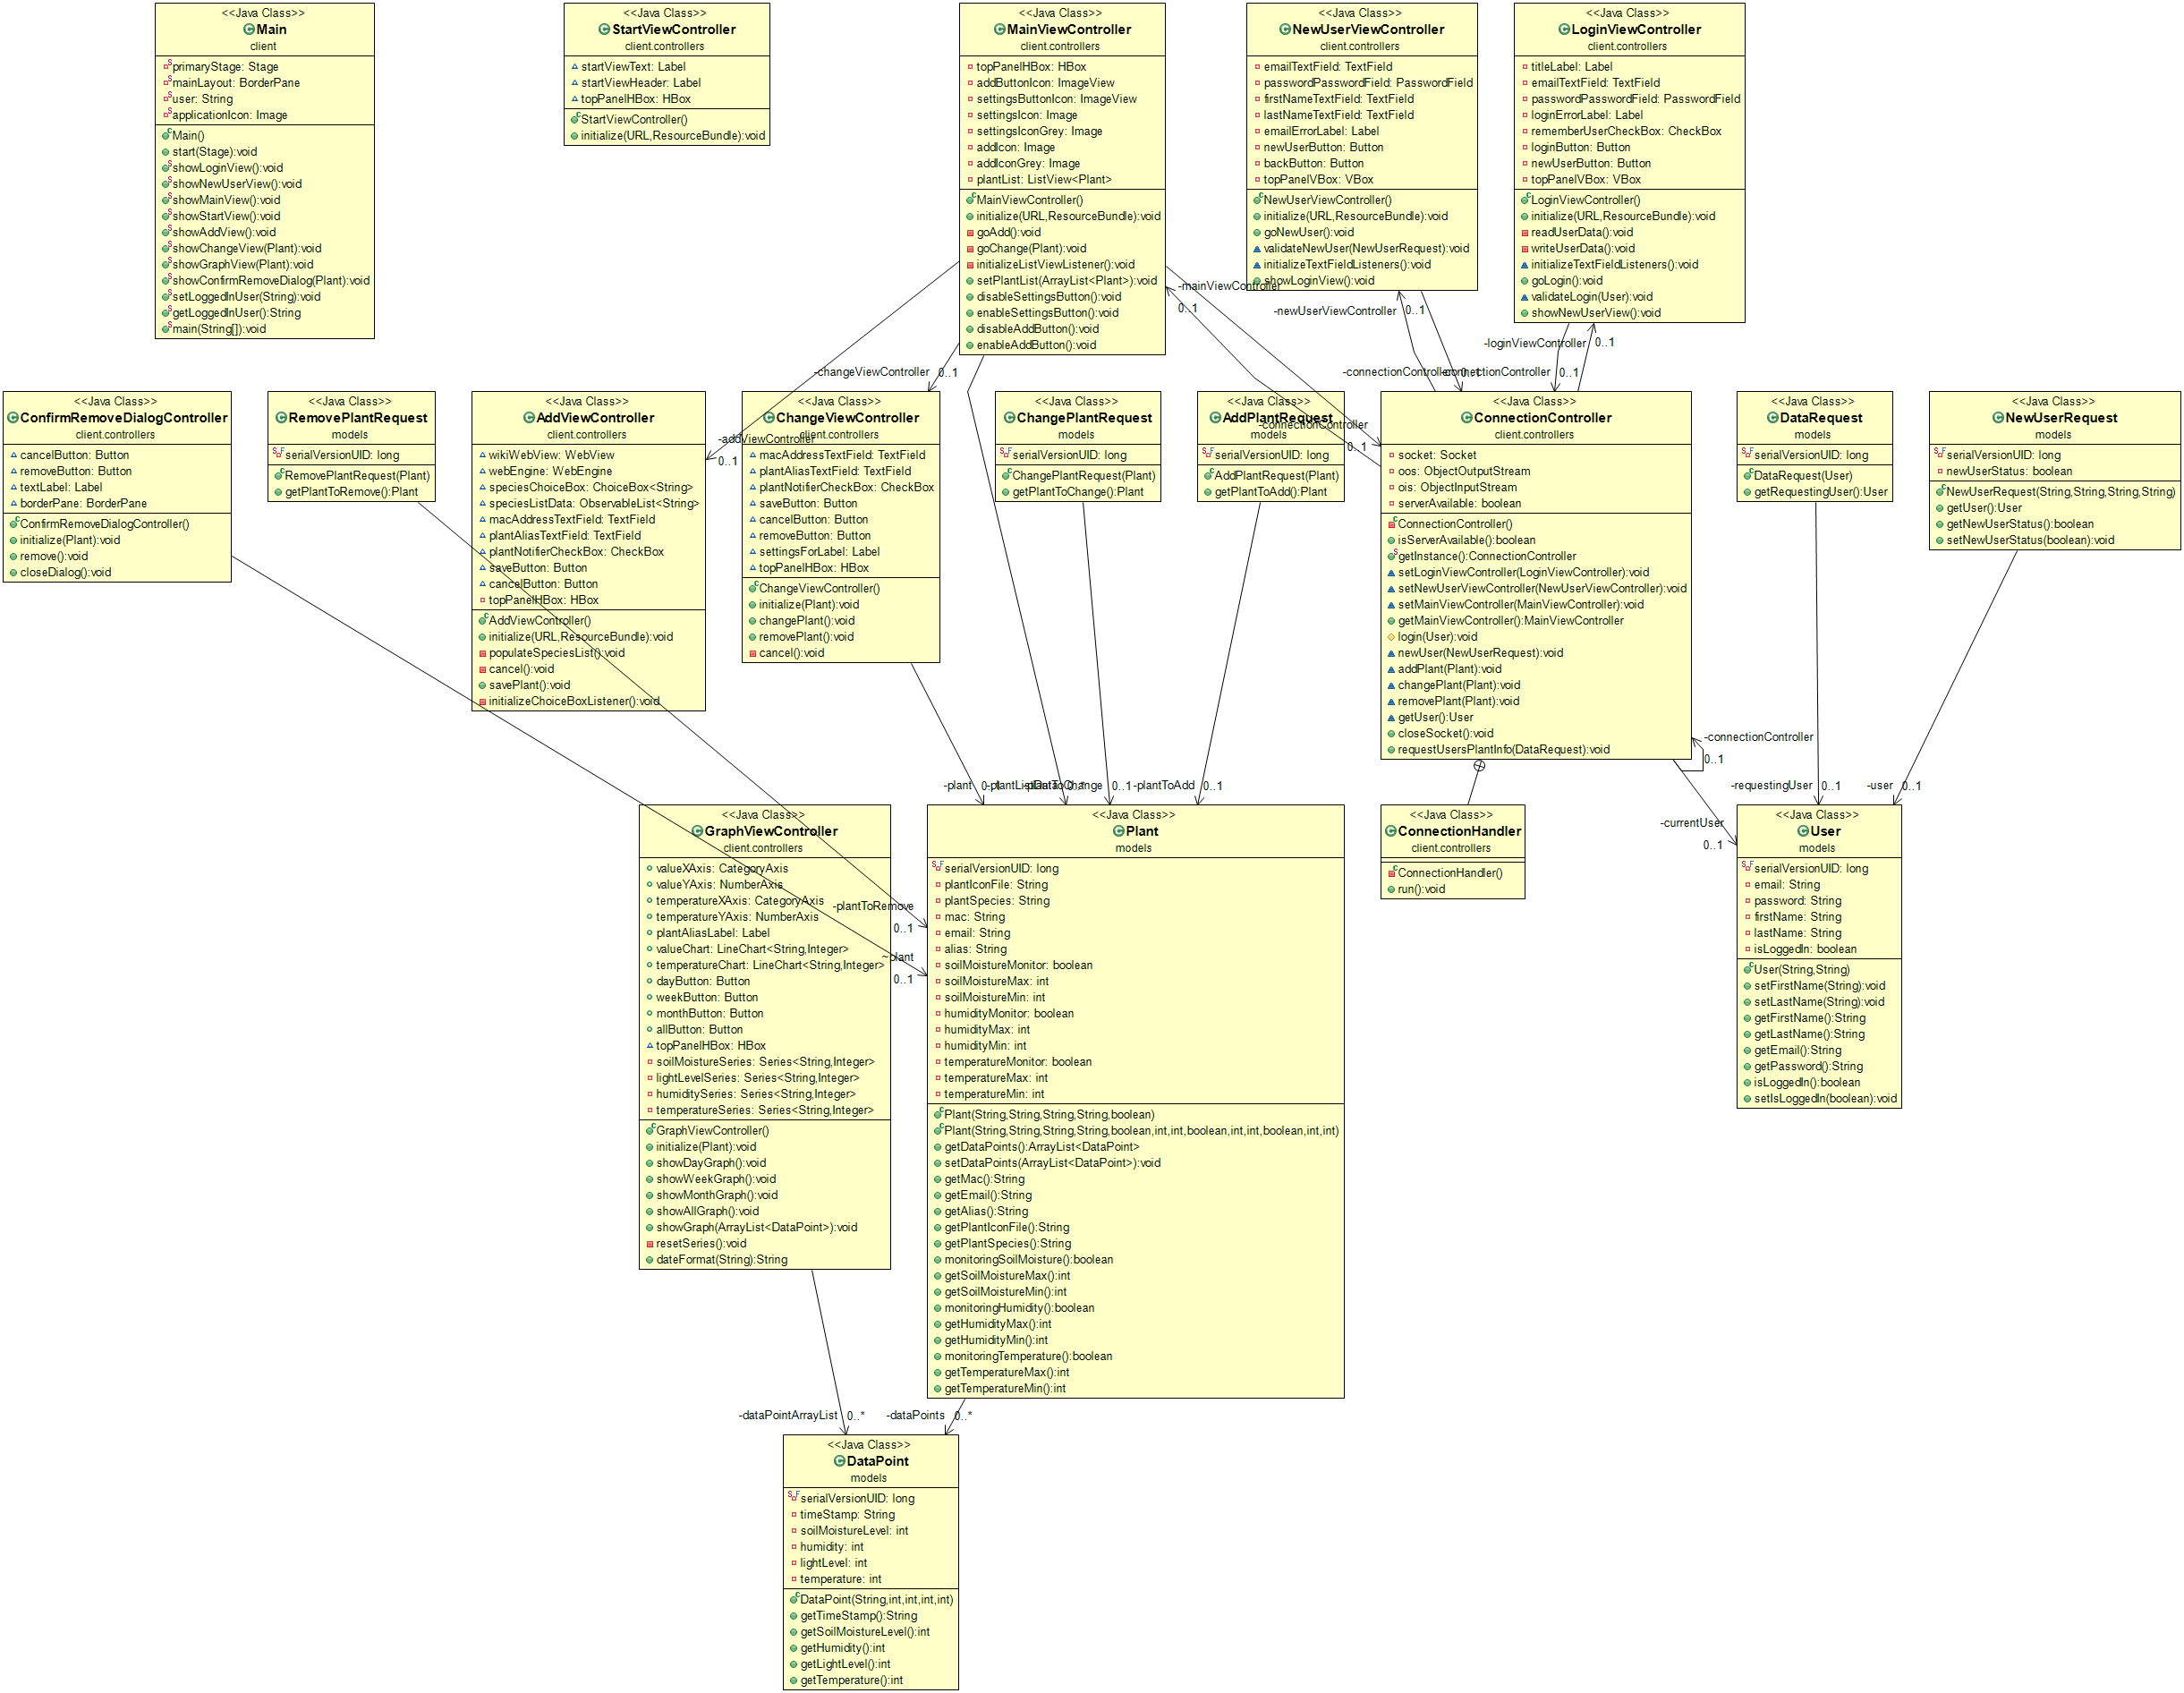 <<Java Class>>
Main
client
primaryStage: Stage
mainLayout: BorderPane
user: String
applicationIcon: Image
Main()
start(Stage):void
showLoginView():void
showNewUserView():void
showMainView():void
showStartView():void
showAddView():void
showChangeView(Plant):void
showGraphView(Plant):void
showConfirmRemoveDialog(Plant):void
setLoggedInUser(String):void
getLoggedInUser():String
main(String[]):void
<<Java Class>>
StartViewController
client.controllers
startViewText: Label
startViewHeader: Label
topPanelHBox: HBox
StartViewController()
initialize(URL,ResourceBundle):void
<<Java Class>>
MainViewController
client.controllers
topPanelHBox: HBox
addButtonIcon: ImageView
settingsButtonIcon: ImageView
settingsIcon: Image
settingsIconGrey: Image
addIcon: Image
addIconGrey: Image
plantList: ListView<Plant>
MainViewController()
initialize(URL,ResourceBundle):void
goAdd():void
goChange(Plant):void
initializeListViewListener():void
setPlantList(ArrayList<Plant>):void
disableSettingsButton():void
enableSettingsButton():void
disableAddButton():void
enableAddButton():void
<<Java Class>>
NewUserViewController
client.controllers
emailTextField: TextField
passwordPasswordField: PasswordField
firstNameTextField: TextField
lastNameTextField: TextField
emailErrorLabel: Label
newUserButton: Button
backButton: Button
topPanelVBox: VBox
NewUserViewController()
initialize(URL,ResourceBundle):void
goNewUser():void
validateNewUser(NewUserRequest):void
initializeTextFieldListeners():void
showLoginView():void
<<Java Class>>
LoginViewController
client.controllers
titleLabel: Label
emailTextField: TextField
passwordPasswordField: PasswordField
loginErrorLabel: Label
rememberUserCheckBox: CheckBox
loginButton: Button
newUserButton: Button
topPanelVBox: VBox
LoginViewController()
initialize(URL,ResourceBundle):void
readUserData():void
writeUserData():void
initializeTextFieldListeners():void
goLogin():void
validateLogin(User):void
showNewUserView():void
-mainViewController
0..1
-newUserViewController
0..1
-loginViewController
0..1
-changeViewController
0..1
-connectionController
0..1
-connectionController
0..1
-addViewController
0..1
-connectionController
0..1
<<Java Class>>
ConfirmRemoveDialogController
client.controllers
cancelButton: Button
removeButton: Button
textLabel: Label
borderPane: BorderPane
ConfirmRemoveDialogController()
initialize(Plant):void
remove():void
closeDialog():void
<<Java Class>>
RemovePlantRequest
models
serialVersionUID: long
RemovePlantRequest(Plant)
getPlantToRemove():Plant
<<Java Class>>
AddViewController
client.controllers
wikiWebView: WebView
webEngine: WebEngine
speciesChoiceBox: ChoiceBox<String>
speciesListData: ObservableList<String>
macAddressTextField: TextField
plantAliasTextField: TextField
plantNotifierCheckBox: CheckBox
saveButton: Button
cancelButton: Button
topPanelHBox: HBox
AddViewController()
initialize(URL,ResourceBundle):void
populateSpeciesList():void
cancel():void
savePlant():void
initializeChoiceBoxListener():void
<<Java Class>>
ChangeViewController
client.controllers
macAddressTextField: TextField
plantAliasTextField: TextField
plantNotifierCheckBox: CheckBox
saveButton: Button
cancelButton: Button
removeButton: Button
settingsForLabel: Label
topPanelHBox: HBox
ChangeViewController()
initialize(Plant):void
changePlant():void
removePlant():void
cancel():void
<<Java Class>>
ChangePlantRequest
models
serialVersionUID: long
ChangePlantRequest(Plant)
getPlantToChange():Plant
<<Java Class>>
AddPlantRequest
models
serialVersionUID: long
AddPlantRequest(Plant)
getPlantToAdd():Plant
<<Java Class>>
ConnectionController
client.controllers
socket: Socket
oos: ObjectOutputStream
ois: ObjectInputStream
serverAvailable: boolean
ConnectionController()
isServerAvailable():boolean
getInstance():ConnectionController
setLoginViewController(LoginViewController):void
setNewUserViewController(NewUserViewController):void
setMainViewController(MainViewController):void
getMainViewController():MainViewController
login(User):void
newUser(NewUserRequest):void
addPlant(Plant):void
changePlant(Plant):void
removePlant(Plant):void
getUser():User
closeSocket():void
requestUsersPlantInfo(DataRequest):void
<<Java Class>>
DataRequest
models
serialVersionUID: long
DataRequest(User)
getRequestingUser():User
<<Java Class>>
NewUserRequest
models
serialVersionUID: long
newUserStatus: boolean
NewUserRequest(String,String,String,String)
getUser():User
getNewUserStatus():boolean
setNewUserStatus(boolean):void
-connectionController
0..1
-plant
0..1
-plantListData
0..*
-plantToChange
0..1
-plantToAdd
0..1
-requestingUser
0..1
-user
0..1
-currentUser
0..1
-plantToRemove
0..1
~plant
0..1
<<Java Class>>
GraphViewController
client.controllers
valueXAxis: CategoryAxis
valueYAxis: NumberAxis
temperatureXAxis: CategoryAxis
temperatureYAxis: NumberAxis
plantAliasLabel: Label
valueChart: LineChart<String,Integer>
temperatureChart: LineChart<String,Integer>
dayButton: Button
weekButton: Button
monthButton: Button
allButton: Button
topPanelHBox: HBox
soilMoistureSeries: Series<String,Integer>
lightLevelSeries: Series<String,Integer>
humiditySeries: Series<String,Integer>
temperatureSeries: Series<String,Integer>
GraphViewController()
initialize(Plant):void
showDayGraph():void
showWeekGraph():void
showMonthGraph():void
showAllGraph():void
showGraph(ArrayList<DataPoint>):void
resetSeries():void
dateFormat(String):String
<<Java Class>>
Plant
models
serialVersionUID: long
plantIconFile: String
plantSpecies: String
mac: String
email: String
alias: String
soilMoistureMonitor: boolean
soilMoistureMax: int
soilMoistureMin: int
humidityMonitor: boolean
humidityMax: int
humidityMin: int
temperatureMonitor: boolean
temperatureMax: int
temperatureMin: int
Plant(String,String,String,String,boolean)
Plant(String,String,String,String,boolean,int,int,boolean,int,int,boolean,int,int)
getDataPoints():ArrayList<DataPoint>
setDataPoints(ArrayList<DataPoint>):void
getMac():String
getEmail():String
getAlias():String
getPlantIconFile():String
getPlantSpecies():String
monitoringSoilMoisture():boolean
getSoilMoistureMax():int
getSoilMoistureMin():int
monitoringHumidity():boolean
getHumidityMax():int
getHumidityMin():int
monitoringTemperature():boolean
getTemperatureMax():int
getTemperatureMin():int
<<Java Class>>
ConnectionHandler
client.controllers
ConnectionHandler()
run():void
<<Java Class>>
User
models
serialVersionUID: long
email: String
password: String
firstName: String
lastName: String
isLoggedIn: boolean
User(String,String)
setFirstName(String):void
setLastName(String):void
getFirstName():String
getLastName():String
getEmail():String
getPassword():String
isLoggedIn():boolean
setIsLoggedIn(boolean):void
-dataPointArrayList
0..*
-dataPoints
0..*
<<Java Class>>
DataPoint
models
serialVersionUID: long
timeStamp: String
soilMoistureLevel: int
humidity: int
lightLevel: int
temperature: int
DataPoint(String,int,int,int,int)
getTimeStamp():String
getSoilMoistureLevel():int
getHumidity():int
getLightLevel():int
getTemperature():int